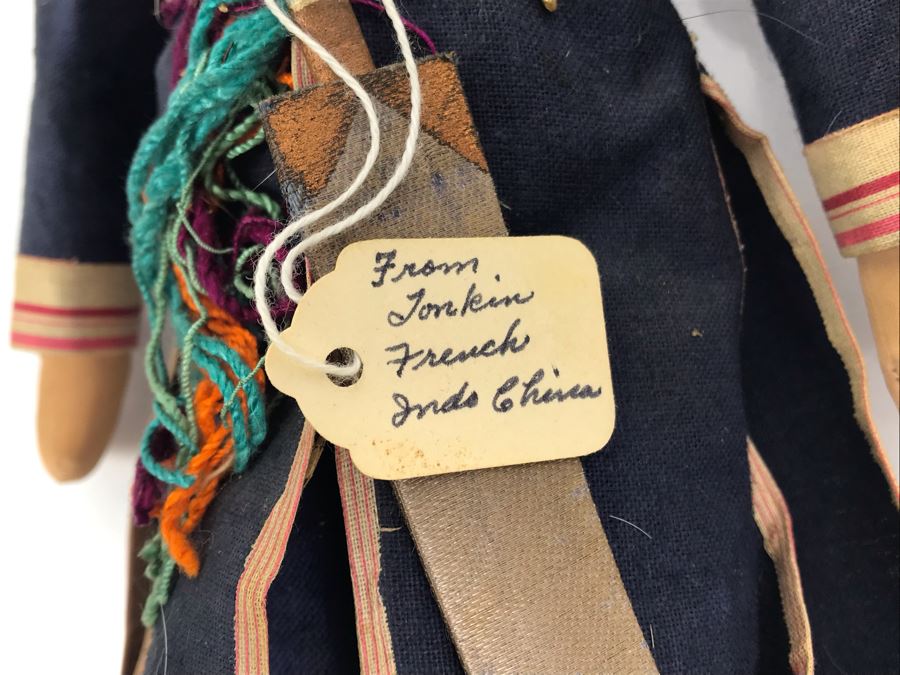 From
Tonkin
French
Indo China